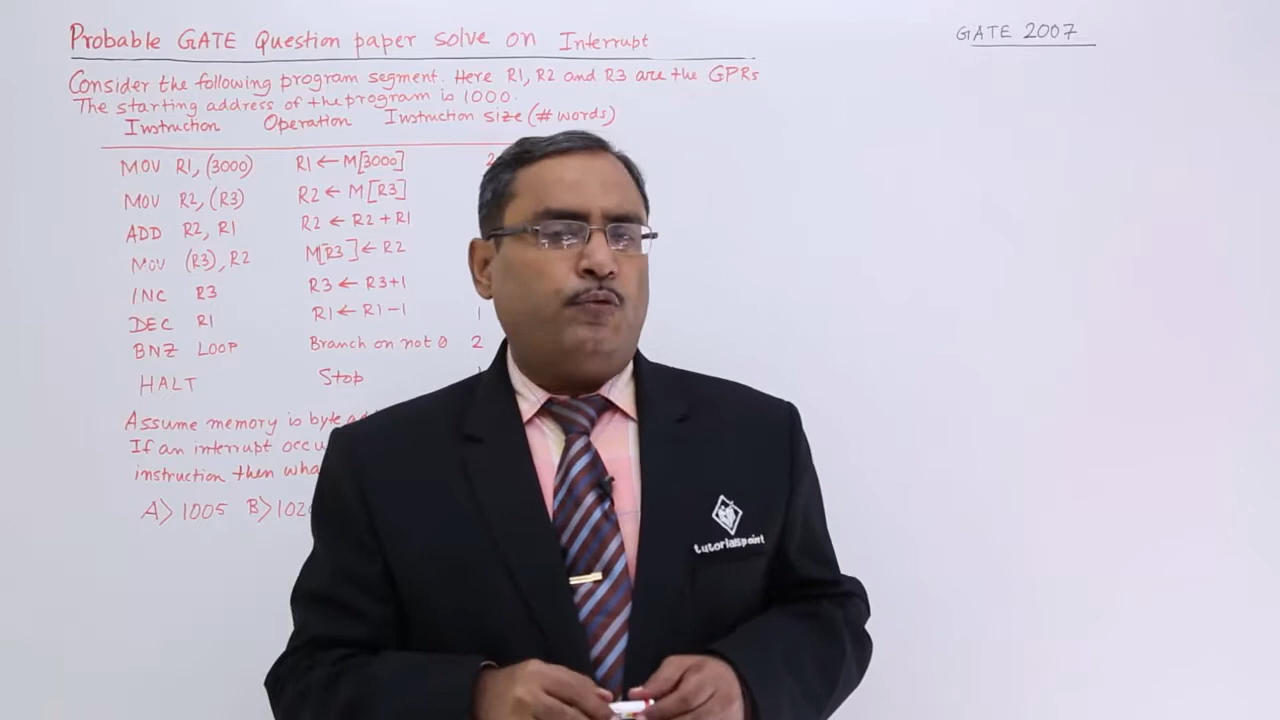 Probable GATE Question paper solve on Interrupt
GATE 2007
Consider the following program segment. Here R1, R2 and R3 are the GPRs
The starting address of the program is 1000.
Instruction Operation Instruction size (# words)
MOV R1, (3000) R1 ← M[3000] 2
MOV R2, (R3) R2 ← M[R3]
ADD R2, R1 R2 ← R2 + R1
MOV (R3), R2 M[R3] ← R2
INC R3 R3 ← R3+1
DEC R1 R1 ← R1-1 1
BNZ LOOP Branch on not 0 2
HALT Stop
Assume memory is byte
If an interrupt
instruction then
A> 1005 B>
tutorialspoint